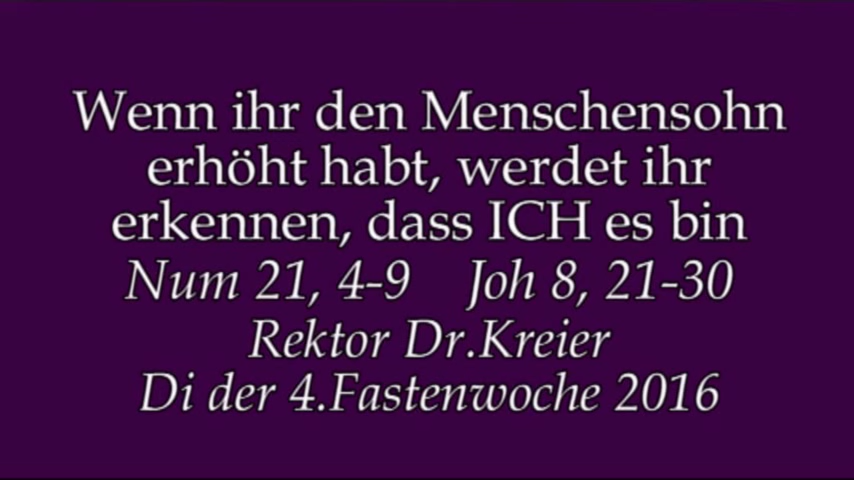 Wenn ihr den Menschensohn
erhöht habt, werdet ihr
erkennen, dass ICH es bin
Num 21, 4-9 Joh 8, 21-30
Rektor Dr.Kreier
Di der 4.Fastenwoche 2016